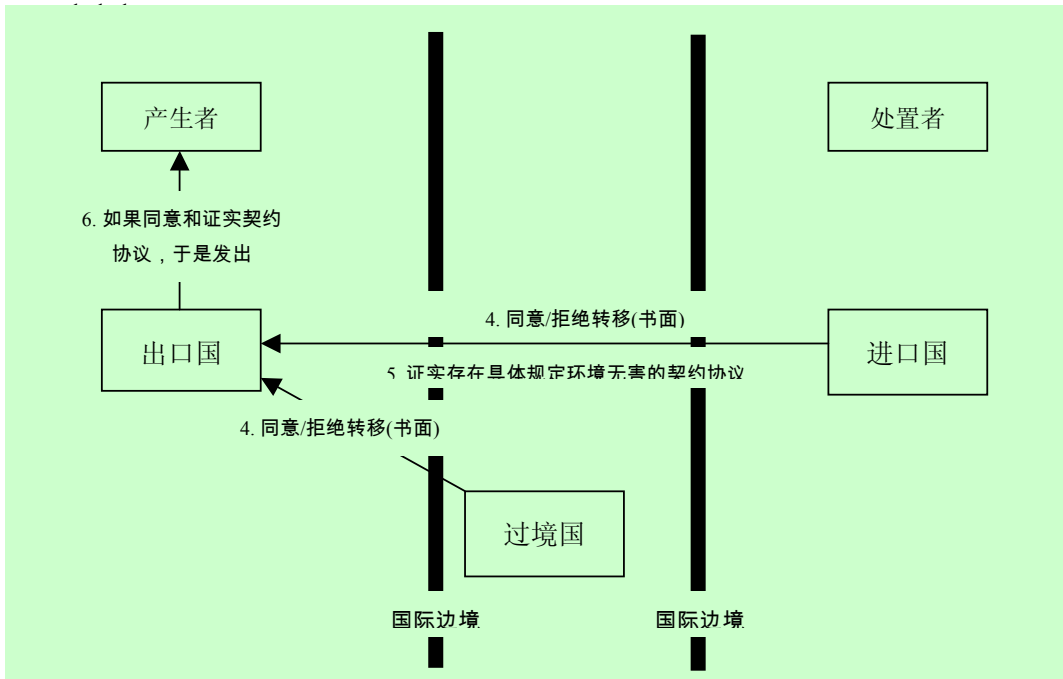 产生者
处置者
6. 如果同意和证实契约
协议，于是发出
4. 同意/拒绝转移(书面)
出口国
进口国
5. 证实存在具体规定环境无害的契约协议
4. 同意/拒绝转移(书面)
过境国
国际边境
国际边境